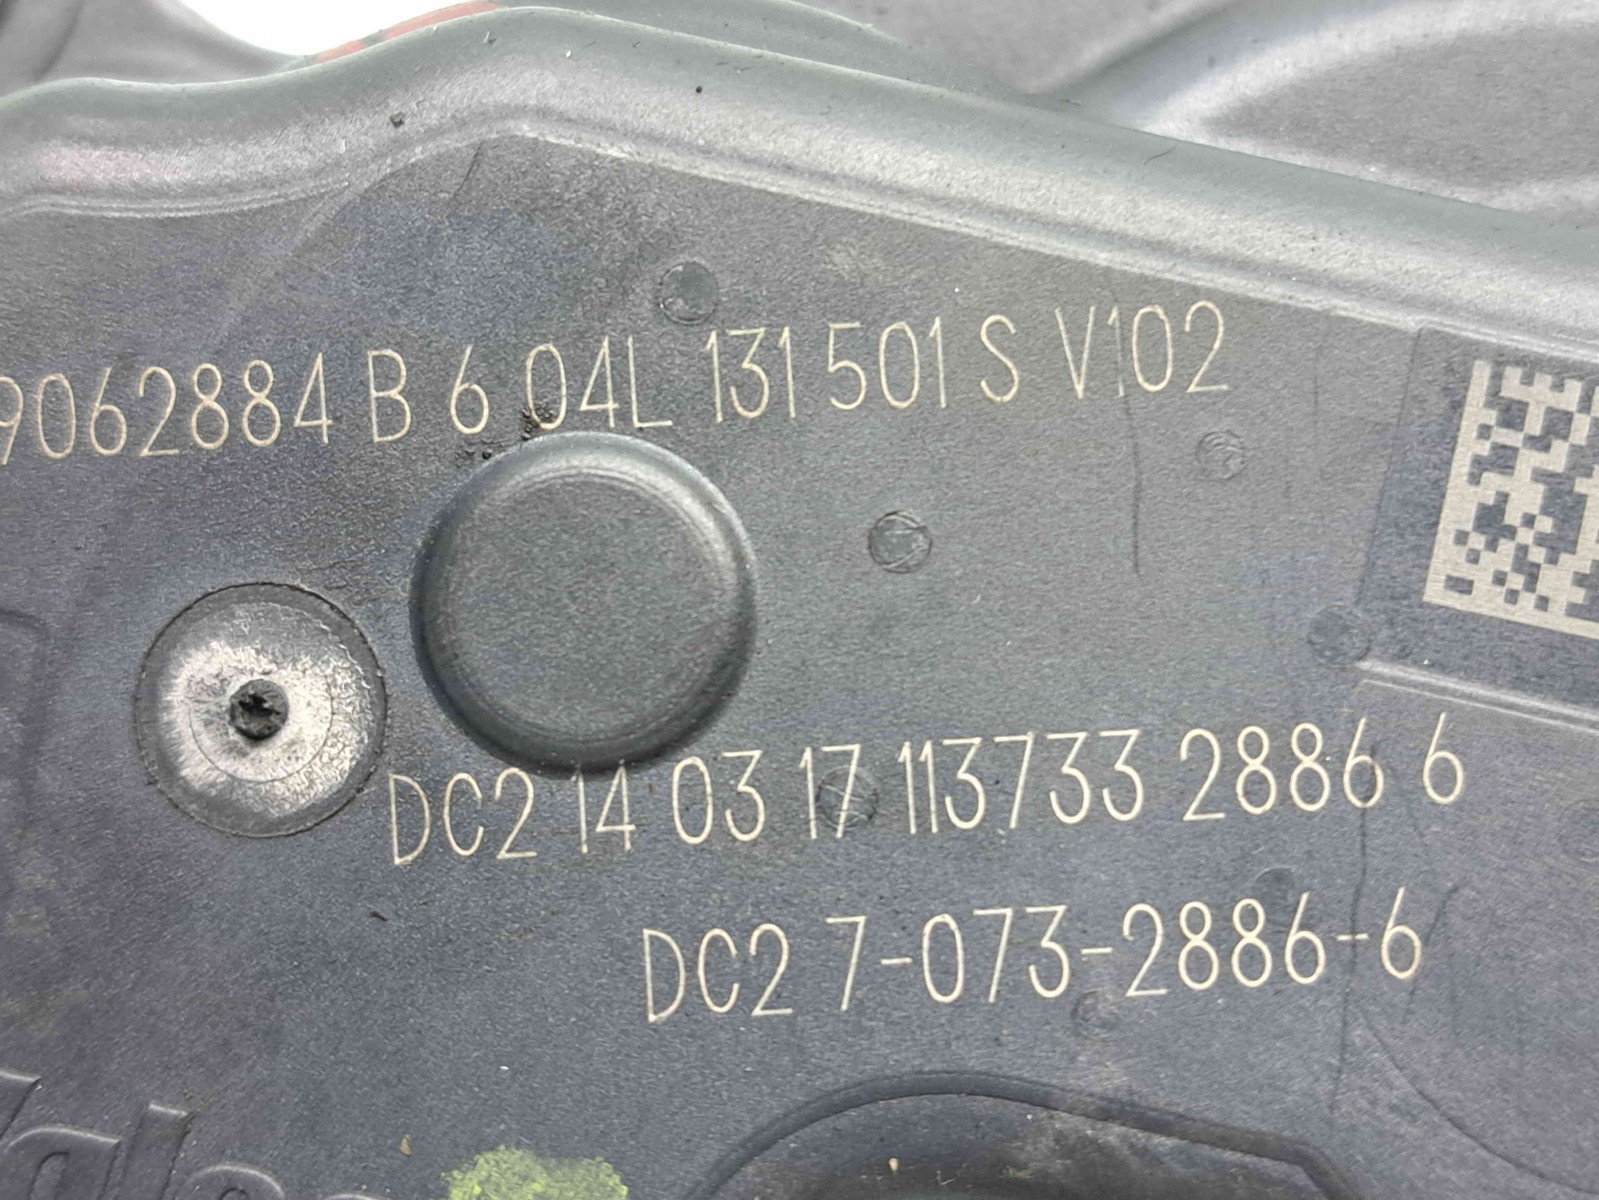 9062884 B 6 04L 131 501 S V102
DC2 14 03 17 113733 2886 6
DC2 7-073-2886-6